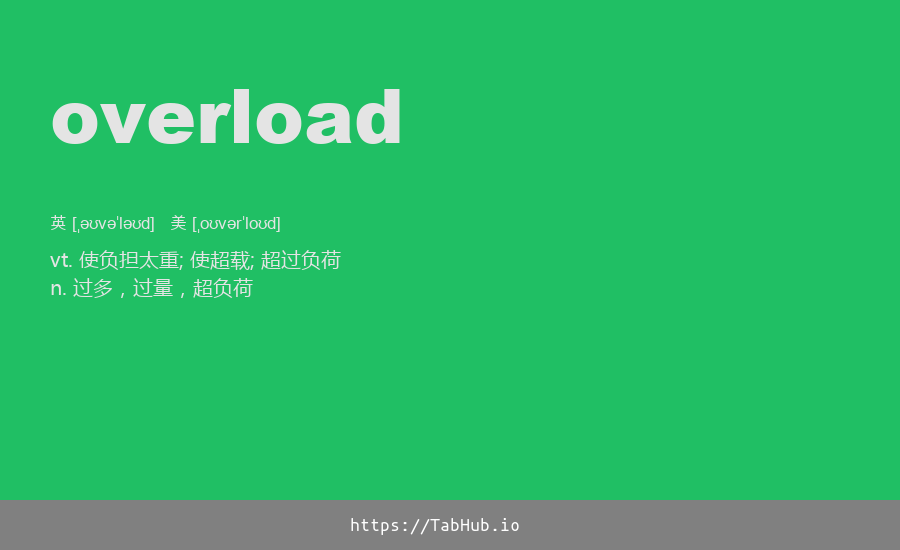 overload
英 [ˌəʊvəˈləʊd] 美 [ˌoʊvərˈloʊd]
vt. 使负担太重; 使超载; 超过负荷
n. 过多，过量，超负荷
https://TabHub.io